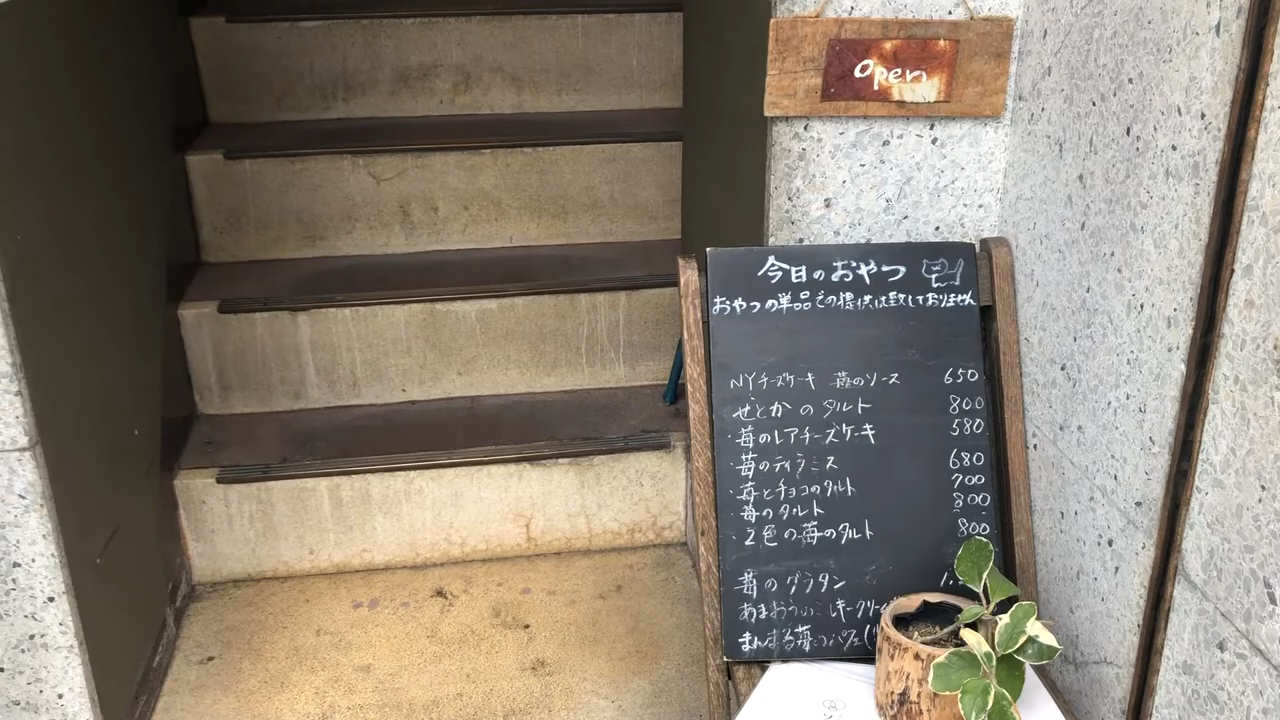 Open
今日のおやつ
おやつの単品での提供は致しておりません
NYチーズケーキ 苺のソース 650
せとかのタルト 800
・苺のレアチーズケーキ 580
・苺のティラミス 680
・苺とチョコのタルト 700
・苺のタルト 800
・2色の苺のタルト 800
苺のグラタン
あまおう
まんまる苺のパフェ